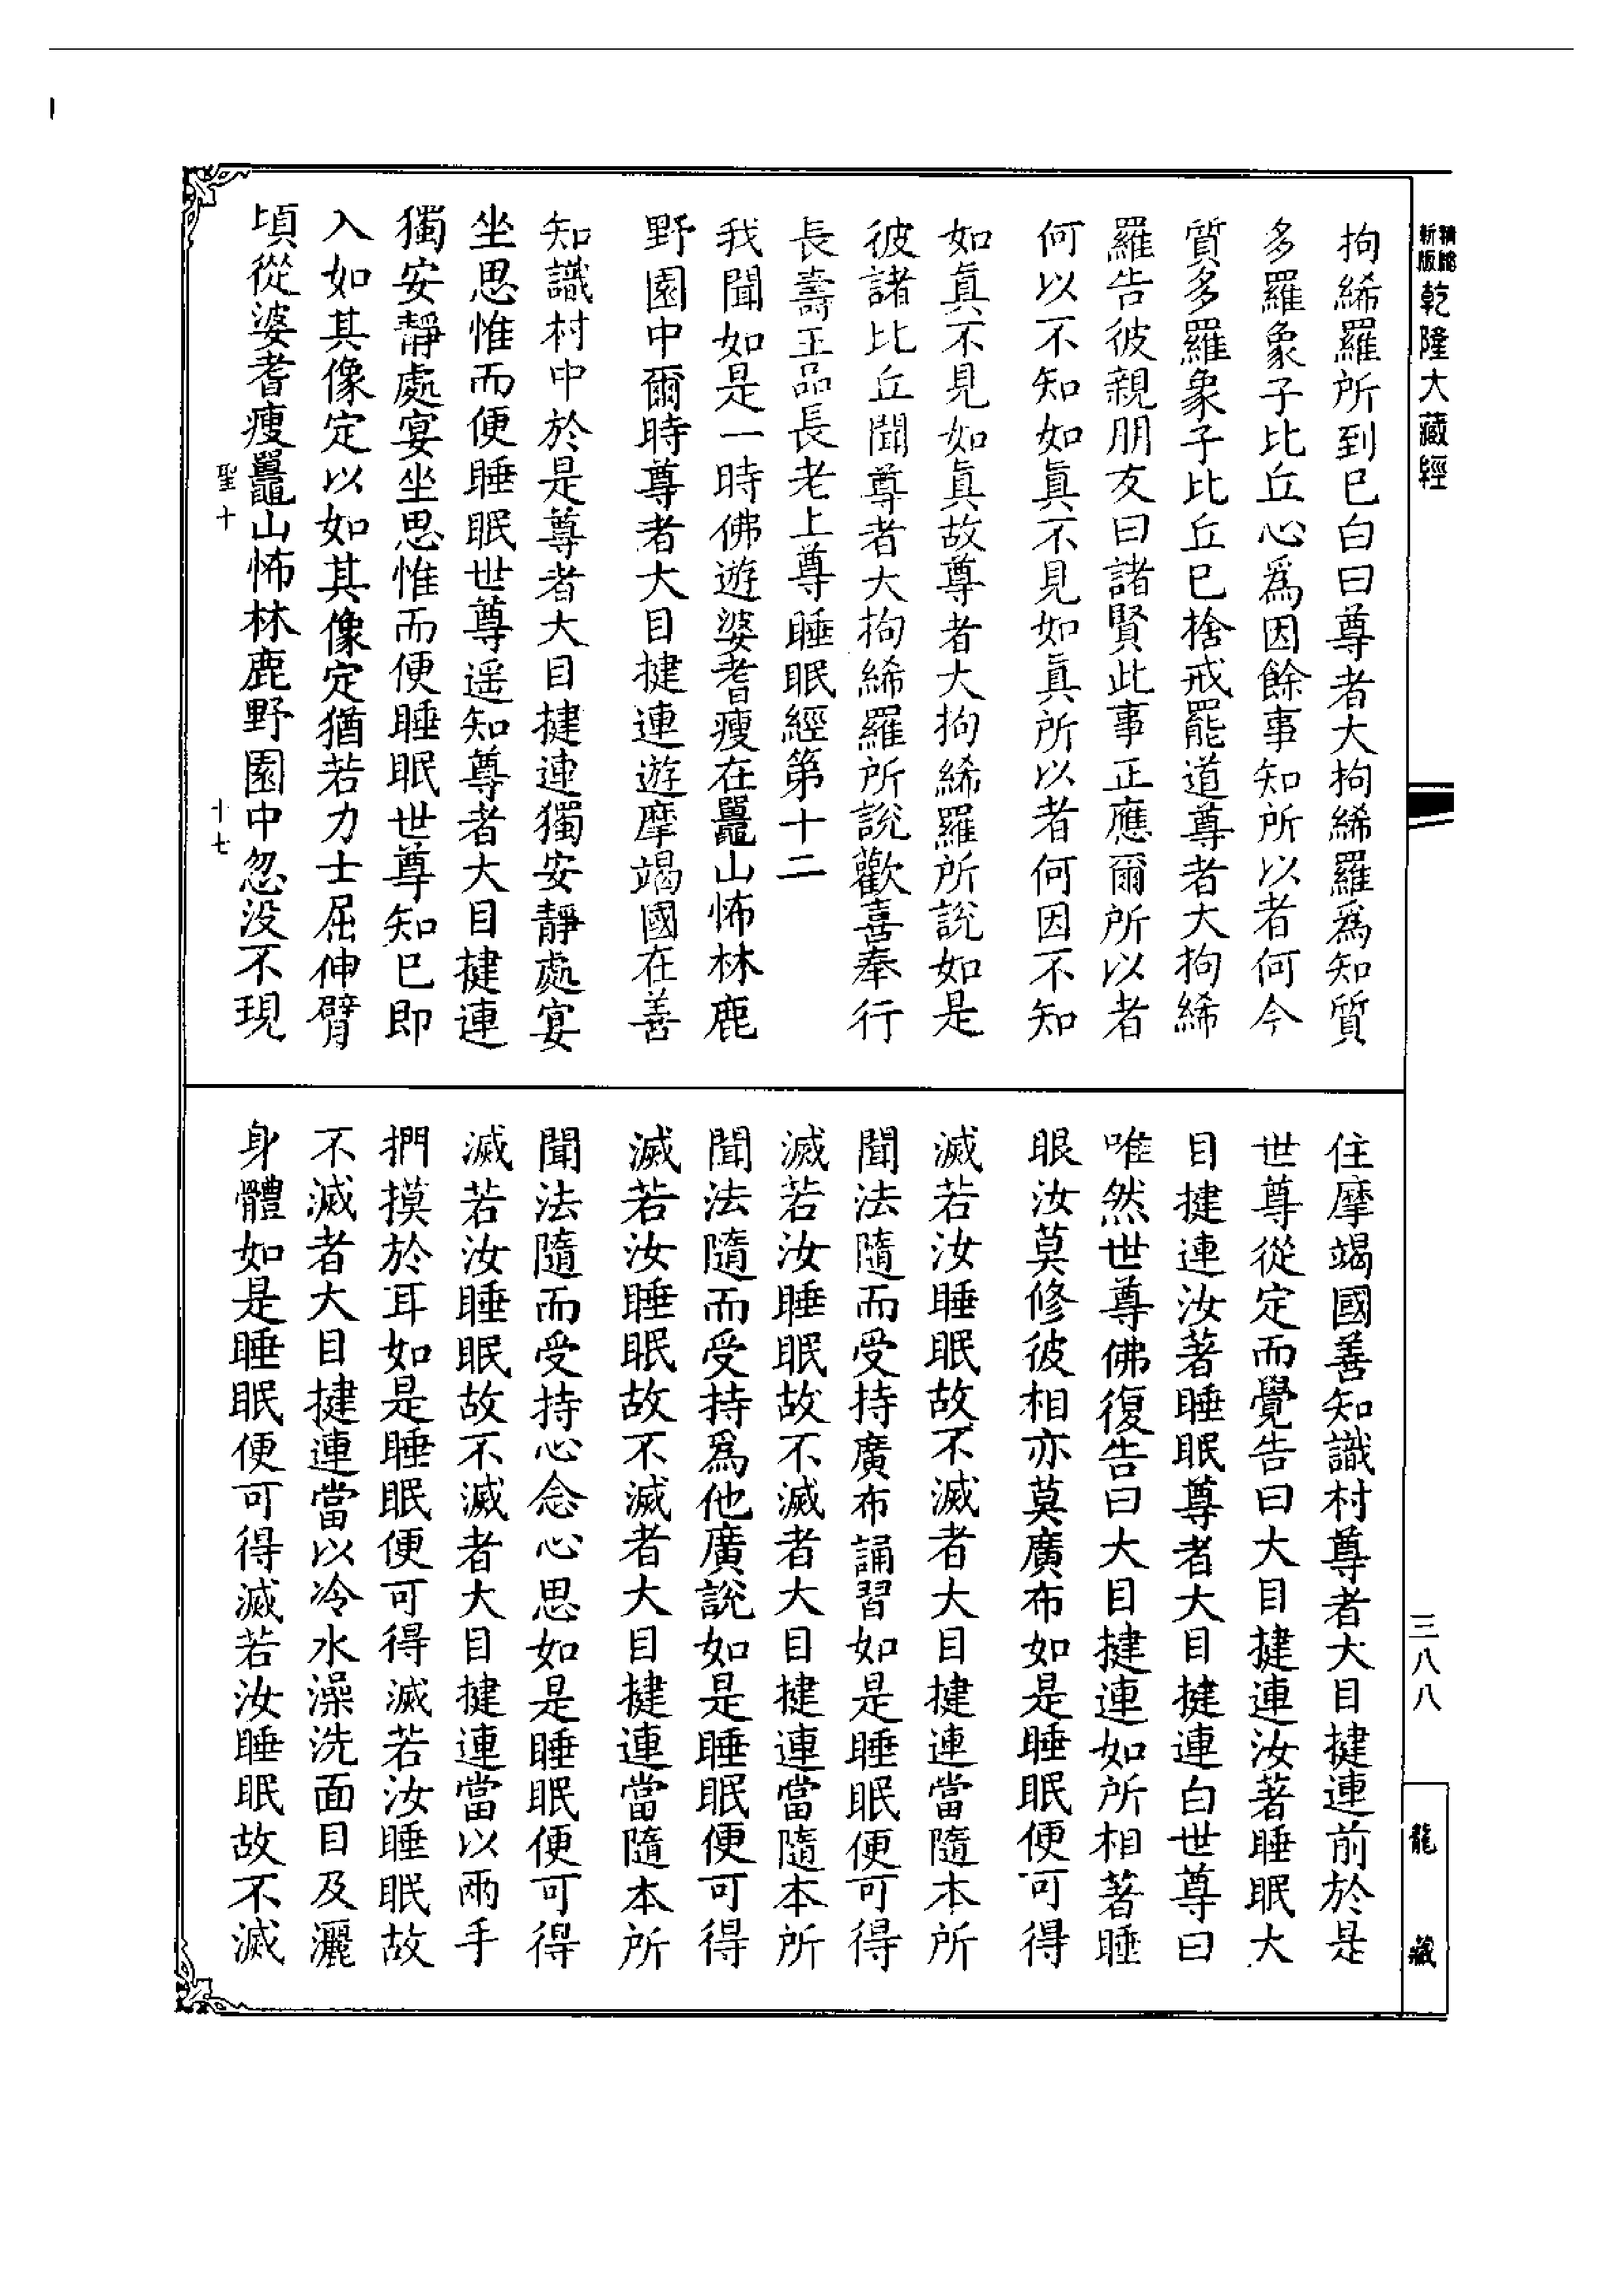 精縮
新版
乾隆大藏經
拘絺羅所到已白曰尊者大拘絺羅爲知質
多羅象子比丘心爲因餘事知所以者何今
質多羅象子比丘已捨戒罷道尊者大拘絺
羅告彼親朋友曰諸賢此事正應爾所以者
何以不知如眞不見如眞所以者何因不知
如眞不見如眞故尊者大拘絺羅所說如是
彼諸比丘聞尊者大拘絺羅所說歡喜奉行
長壽王品長老上尊睡眠經第十二
我聞如是一時佛遊婆耆瘦在鼉山怖林鹿
野園中爾時尊者大目揵連遊摩竭國在善
知識村中於是尊者大目揵連獨安靜處宴
坐思惟而便睡眠世尊遥知尊者大目揵連
獨安靜處宴坐思惟而便睡眠世尊知已即
入如其像定以如其像定猶若力士屈伸臂
頃從婆耆瘦鼉山怖林鹿野園中忽没不現
聖十
十七
住摩竭國善知識村尊者大目揵連前於是
世尊從定而覺告曰大目揵連汝著睡眠大
目揵連汝著睡眠尊者大目揵連白世尊曰
唯然世尊佛復告曰大目揵連如所相著睡
眠汝莫修彼相亦莫廣布如是睡眠便可得
滅若汝睡眠故不滅者大目揵連當隨本所
聞法隨而受持廣布誦習如是睡眠便可得
滅若汝睡眠故不滅者大目揵連當隨本所
聞法隨而受持爲他廣說如是睡眠便可得
滅若汝睡眠故不滅者大目揵連當隨本所
聞法隨而受持心念心思如是睡眠便可得
滅若汝睡眠故不滅者大目揵連當以兩手
捫摸於耳如是睡眠便可得滅若汝睡眠故
不滅者大目揵連當以冷水澡洗面目及灑
身體如是睡眠便可得滅若汝睡眠故不滅
三八八
龍藏